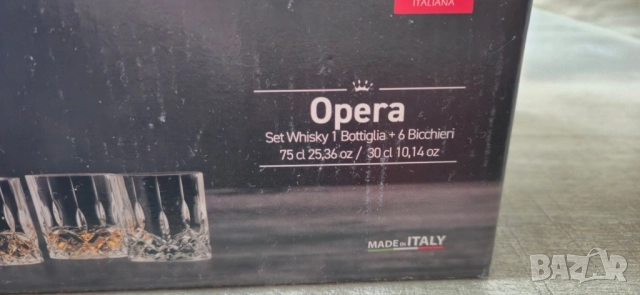 ITALIANA
Opera
Set Whisky 1 Bottiglia + 6 Bicchieri
75 cl 25,36 oz / 30 cl 10,14 oz
MADE in ITALY
BAZAR.BG